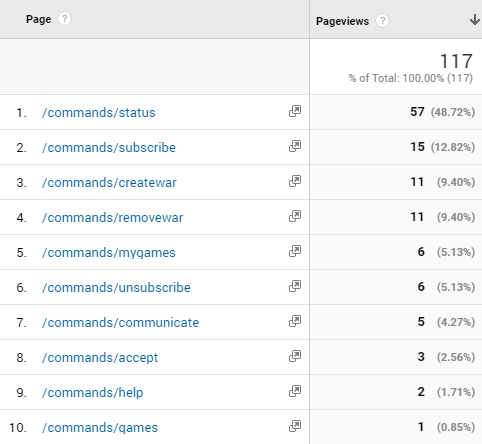 Page ? Pageviews ?
117
% of Total: 100.00% (117)
1. /commands/status 57 (48.72%)
2. /commands/subscribe 15 (12.82%)
3. /commands/createwar 11 (9.40%)
4. /commands/removewar 11 (9.40%)
5. /commands/mygames 6 (5.13%)
6. /commands/unsubscribe 6 (5.13%)
7. /commands/communicate 5 (4.27%)
8. /commands/accept 3 (2.56%)
9. /commands/help 2 (1.71%)
10. /commands/games 1 (0.85%)